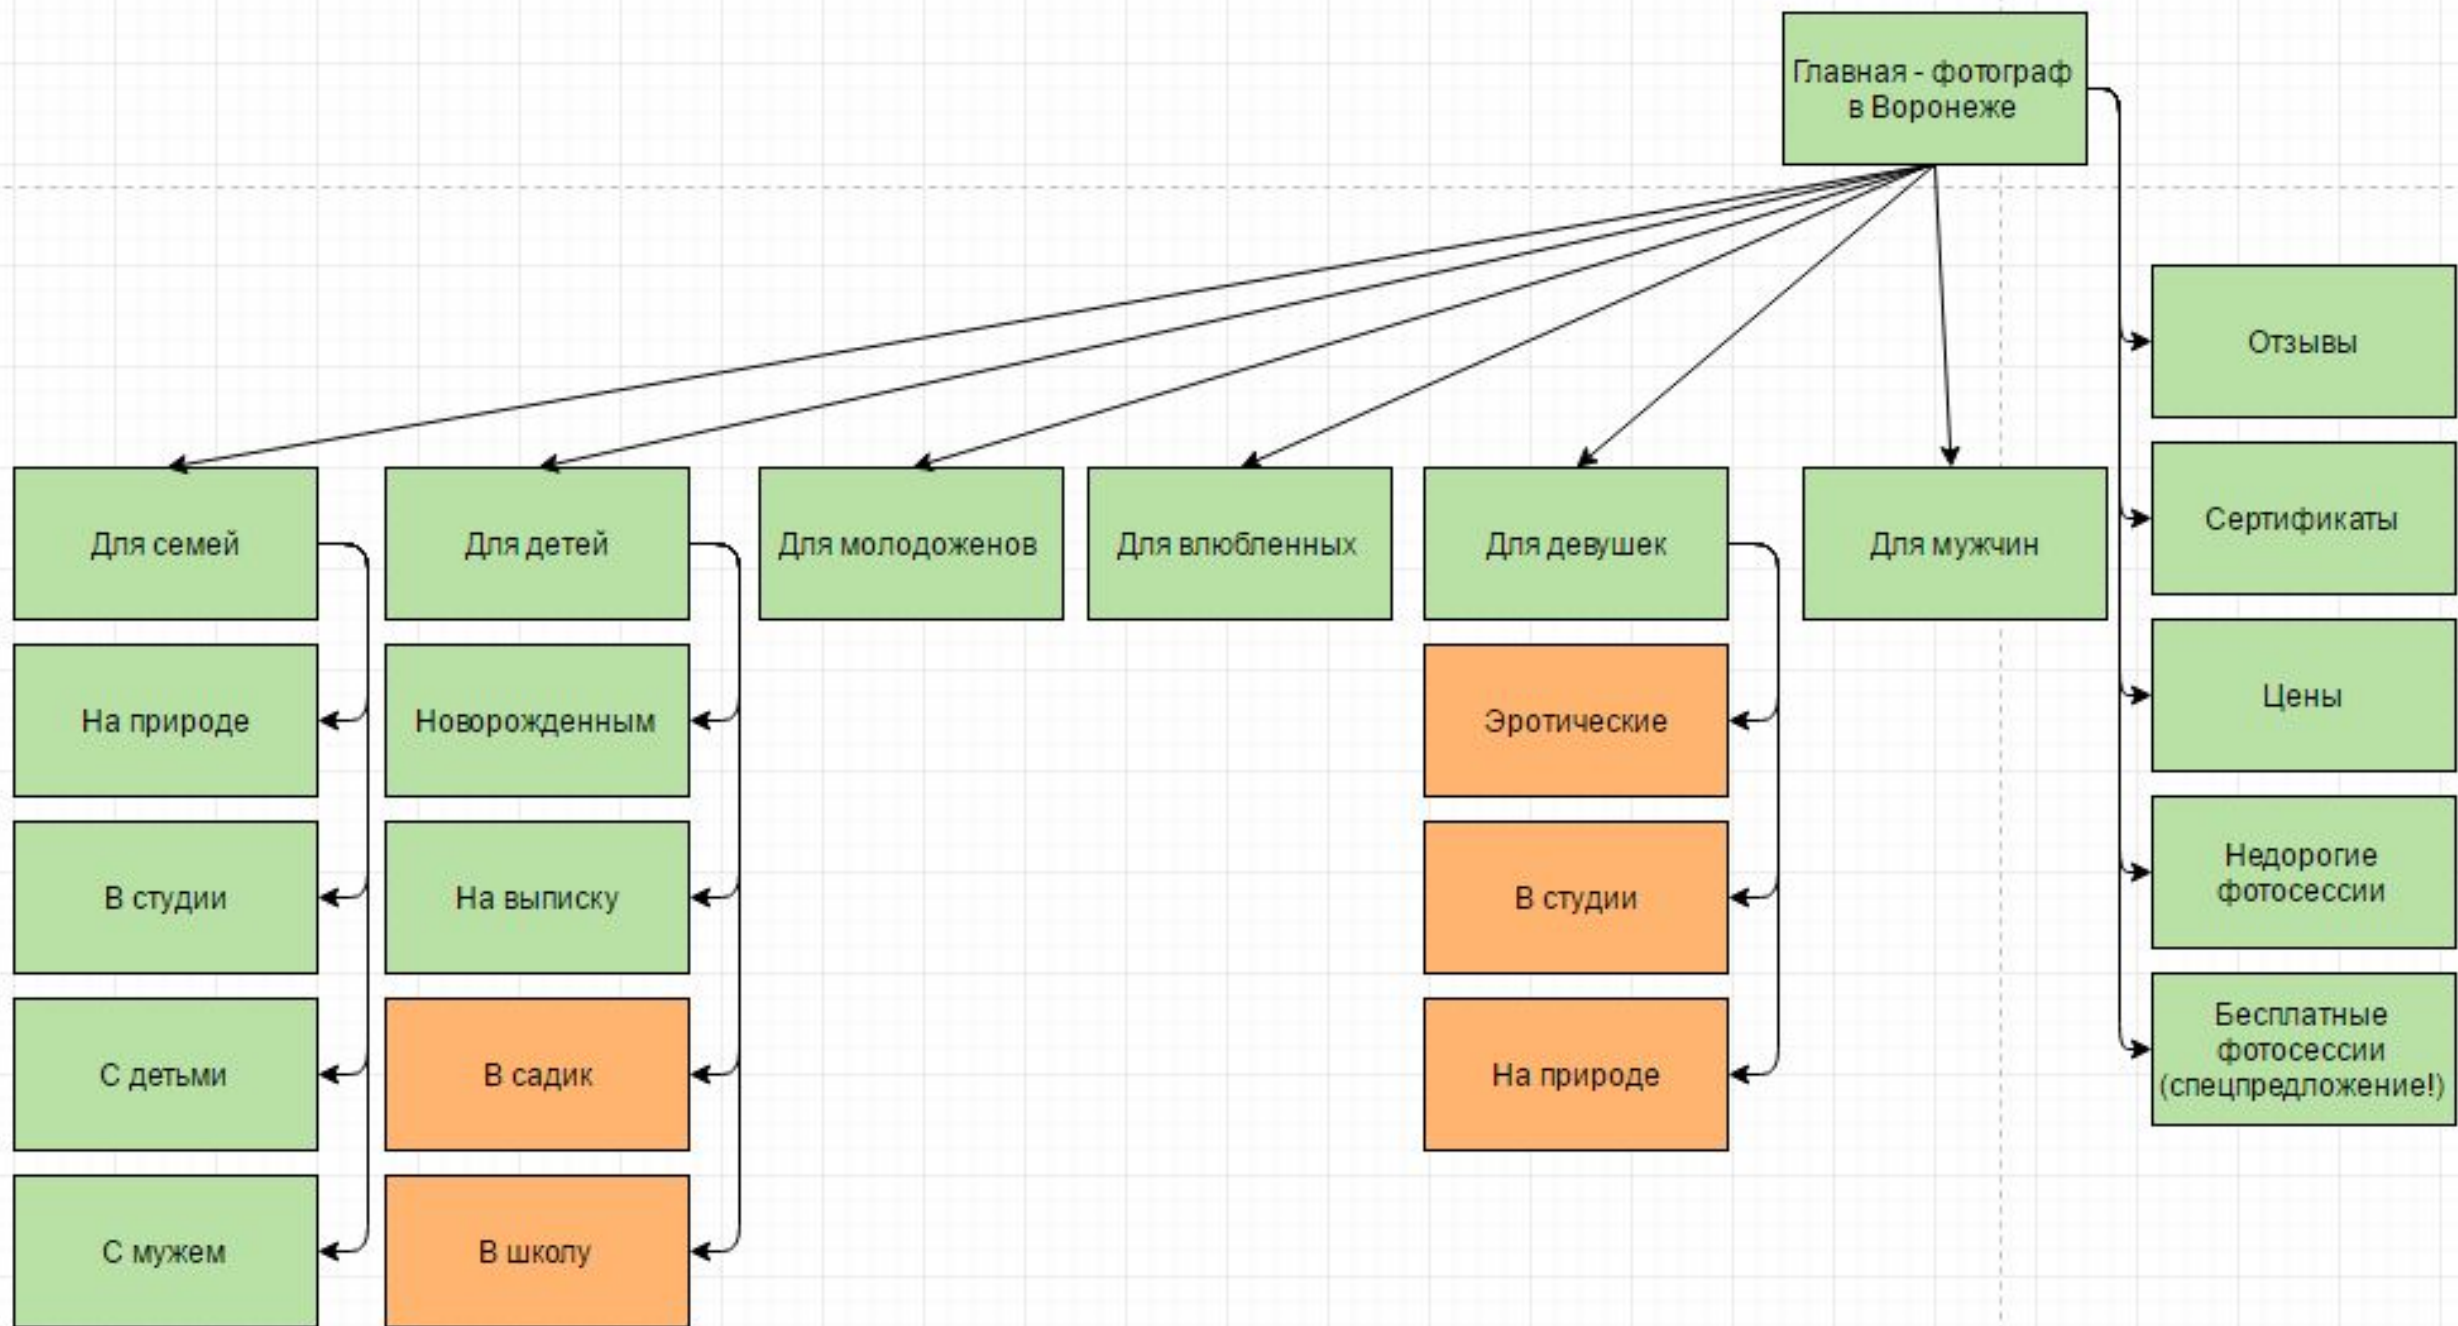 Главная - фотограф
в Воронеже
Отзывы
Сертификаты
Цены
Недорогие
фотосессии
Бесплатные
фотосессии
(спецпредложение!)
Для семей
На природе
В студии
С детьми
С мужем
Для детей
Новорожденным
На выписку
В садик
В школу
Для молодоженов
Для влюбленных
Для девушек
Эротические
В студии
На природе
Для мужчин